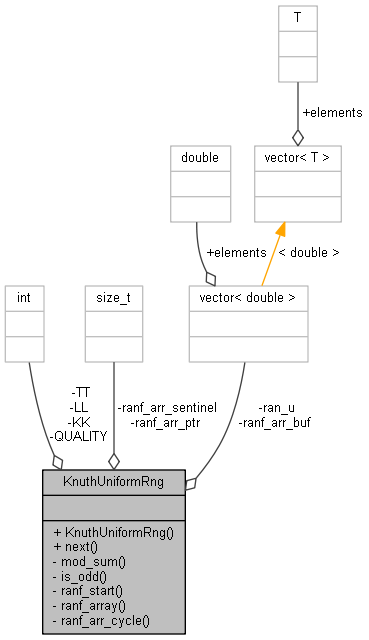 T
+elements
double
vector< T >
+elements
< double >
int
size_t
vector< double >
-TT
-LL
-KK
-QUALITY
-ranf_arr_sentinel
-ranf_arr_ptr
-ran_u
-ranf_arr_buf
KnuthUniformRng
+ KnuthUniformRng()
+ next()
- mod_sum()
- is_odd()
- ranf_start()
- ranf_array()
- ranf_arr_cycle()